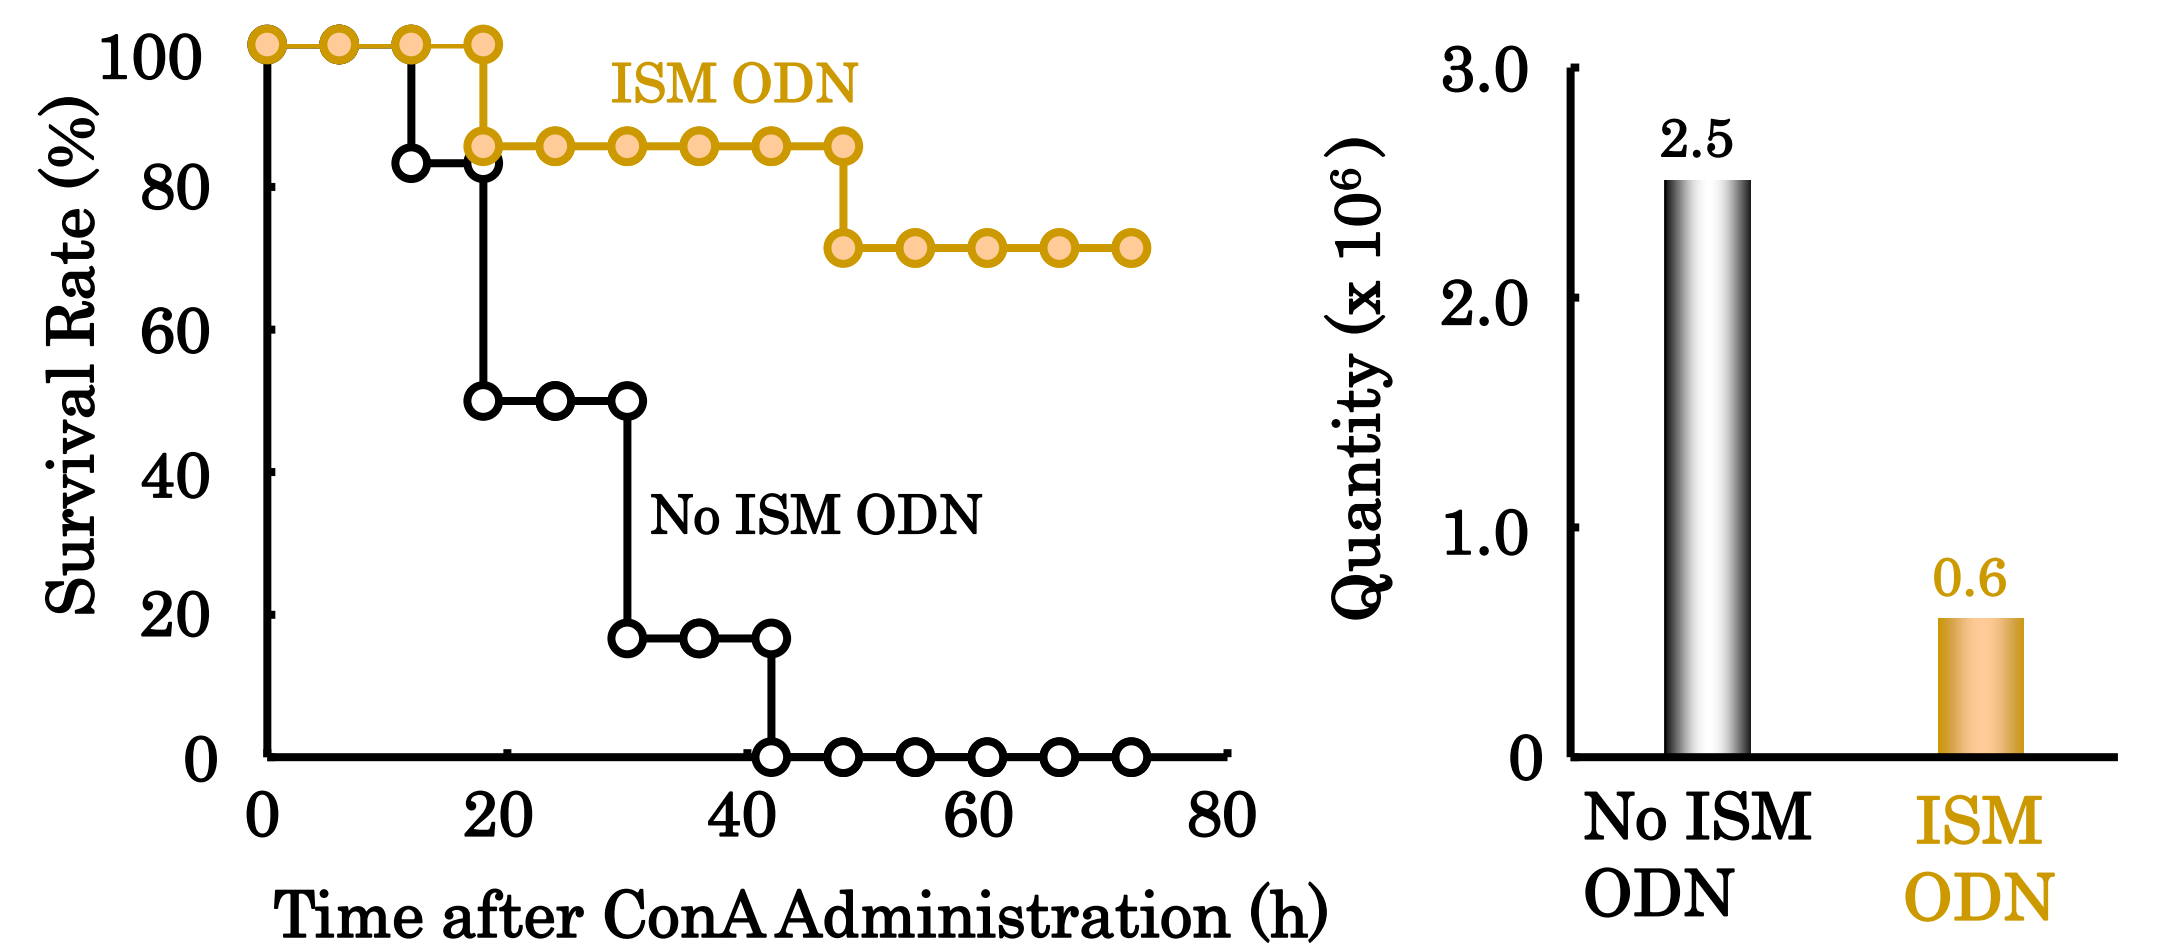 Survival Rate (%)
100
80
60
40
20
0
ISM ODN
No ISM ODN
0 20 40 60 80
Time after ConA Administration (h)
Quantity (x 10⁶)
3.0
2.0
1.0
0
2.5
0.6
No ISM
ODN
ISM
ODN